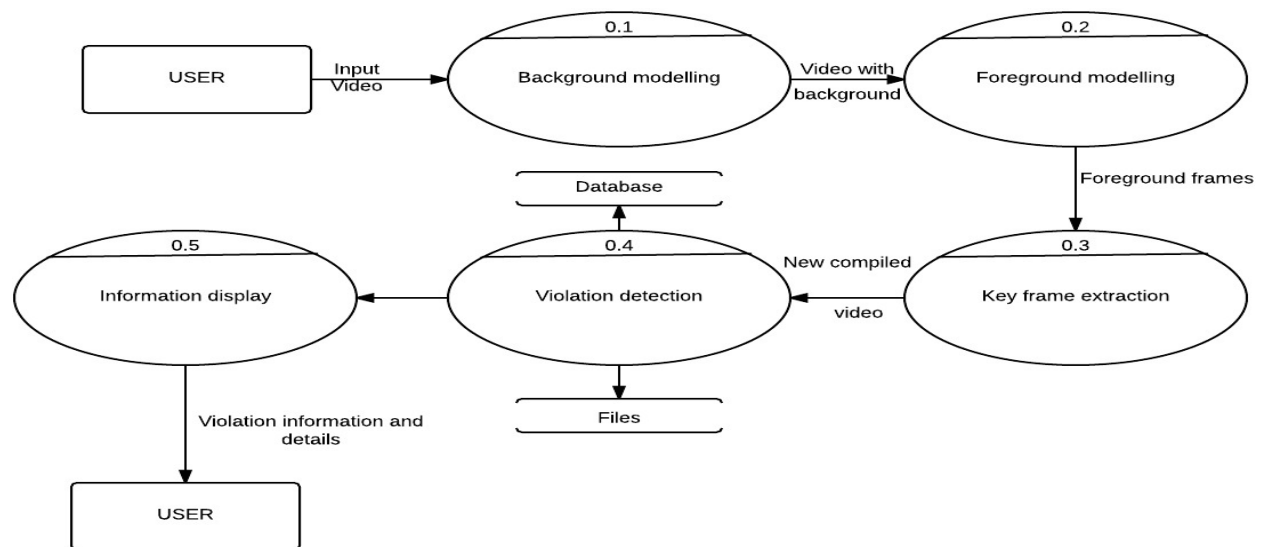 0.1
0.2
USER
Input
Video
Background modelling
Video with
background
Foreground modelling
Foreground frames
Database
0.5
0.4
0.3
Information display
Violation detection
New compiled
video
Key frame extraction
Files
Violation information and
details
USER